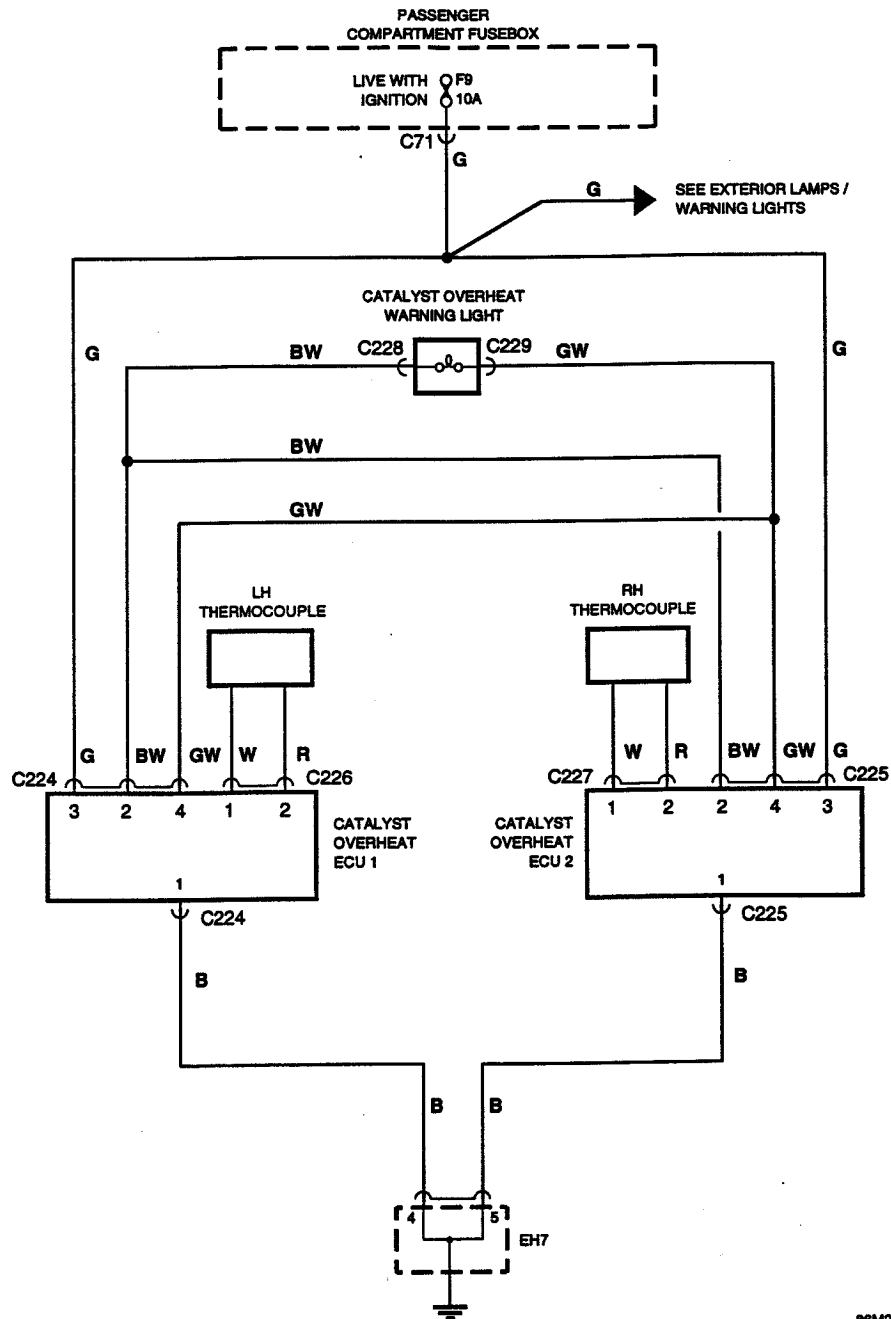 PASSENGER
COMPARTMENT FUSEBOX
LIVE WITH
IGNITION
F9
10A
C71
G
G
SEE EXTERIOR LAMPS /
WARNING LIGHTS
CATALYST OVERHEAT
WARNING LIGHT
G
BW
C228
C229
GW
G
BW
GW
LH
THERMOCOUPLE
RH
THERMOCOUPLE
C224
G
BW
GW
W
R
C226
C227
W
R
BW
GW
G
C225
3
2
4
1
2
1
2
2
4
3
CATALYST
OVERHEAT
ECU 1
CATALYST
OVERHEAT
ECU 2
1
1
C224
C225
B
B
B
B
4
5
EH7